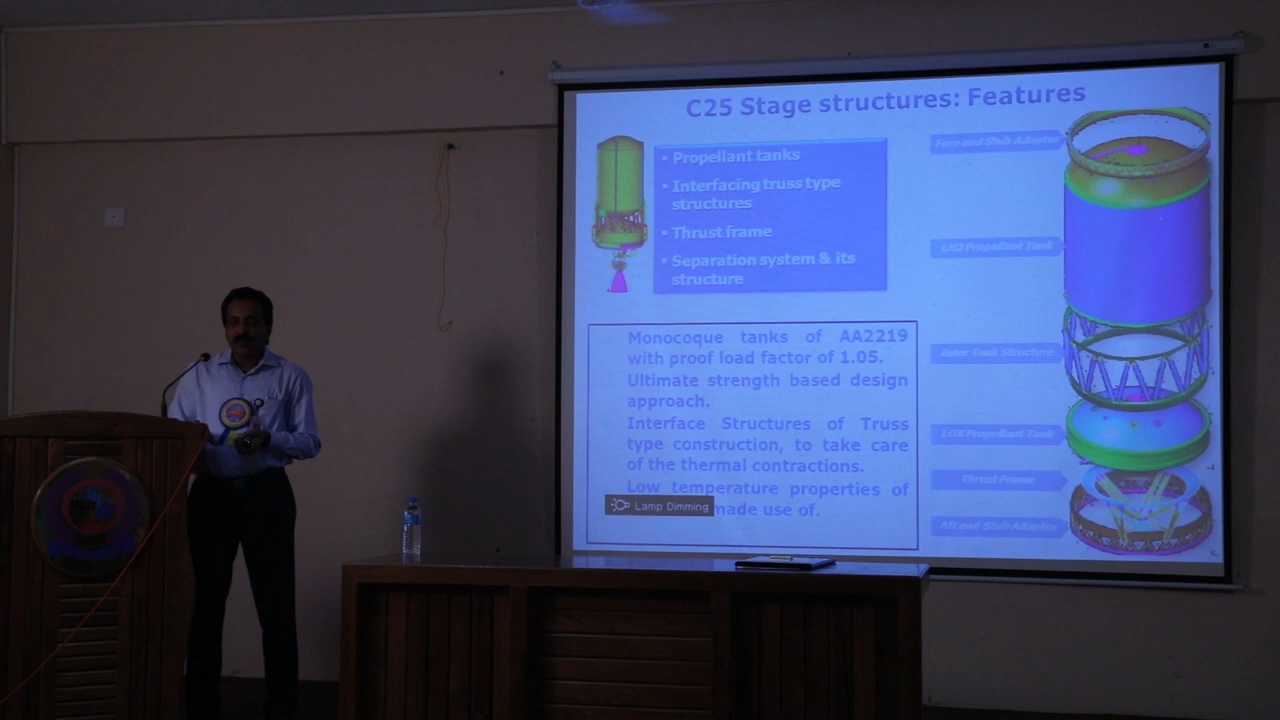 C25 Stage structures: Features
▪ Propellant tanks
▪ Interfacing truss type
structures
▪ Thrust frame
▪ Separation system & its
structure
Monocoque tanks of AA2219
with proof load factor of 1.05.
Ultimate strength based design
approach.
Interface Structures of Truss
type construction, to take care
of the thermal contractions.
Low temperature properties of
made use of.
Lamp Dimming
Fore end Stub Adaptor
LH2 Propellant Tank
Inter Tank Structure
LOX Propellant Tank
Thrust Frame
Aft end Stub Adaptor